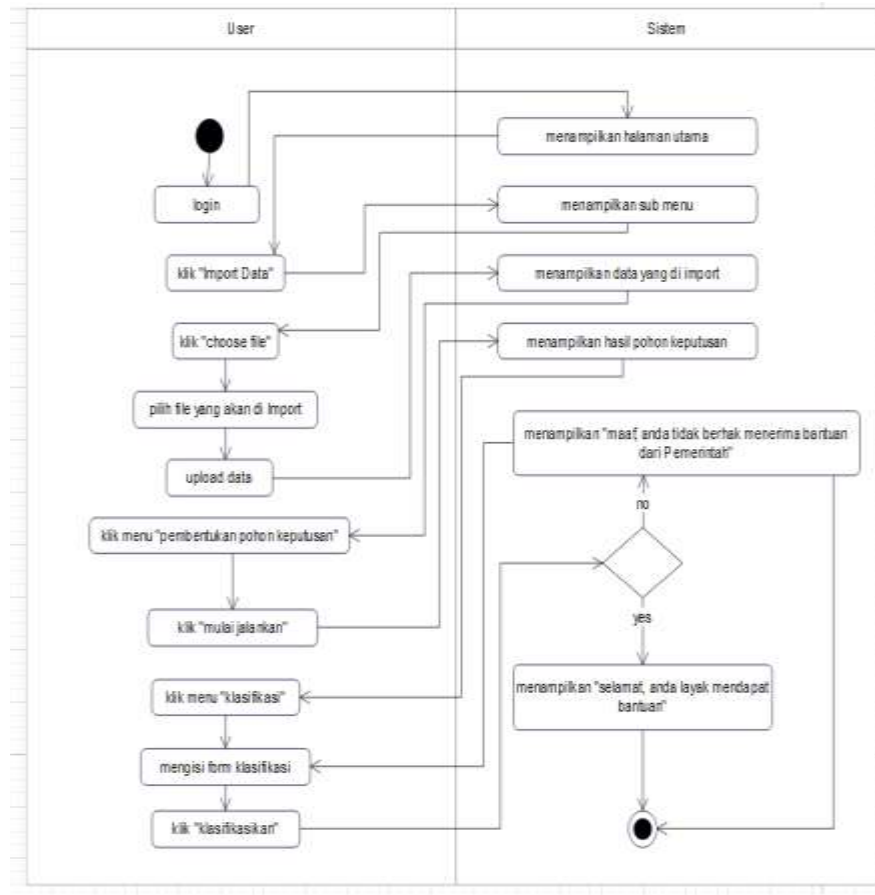 User
Sistem
menampilkan halaman utama
login
menampilkan sub menu
klik "Import Data"
menampilkan data yang di import
klik "choose file"
menampilkan hasil pohon keputusan
pilih file yang akan di Import
menampilkan "maaf, anda tidak berhak menerima bantuan
dari Pemerintah"
upload data
no
klik menu "pembentukan pohon keputusan"
yes
klik "mulai jalankan"
menampilkan "selamat, anda layak mendapat
bantuan"
klik menu "klasifikasi"
mengisi form klasifikasi
klik "klasifikasikan"